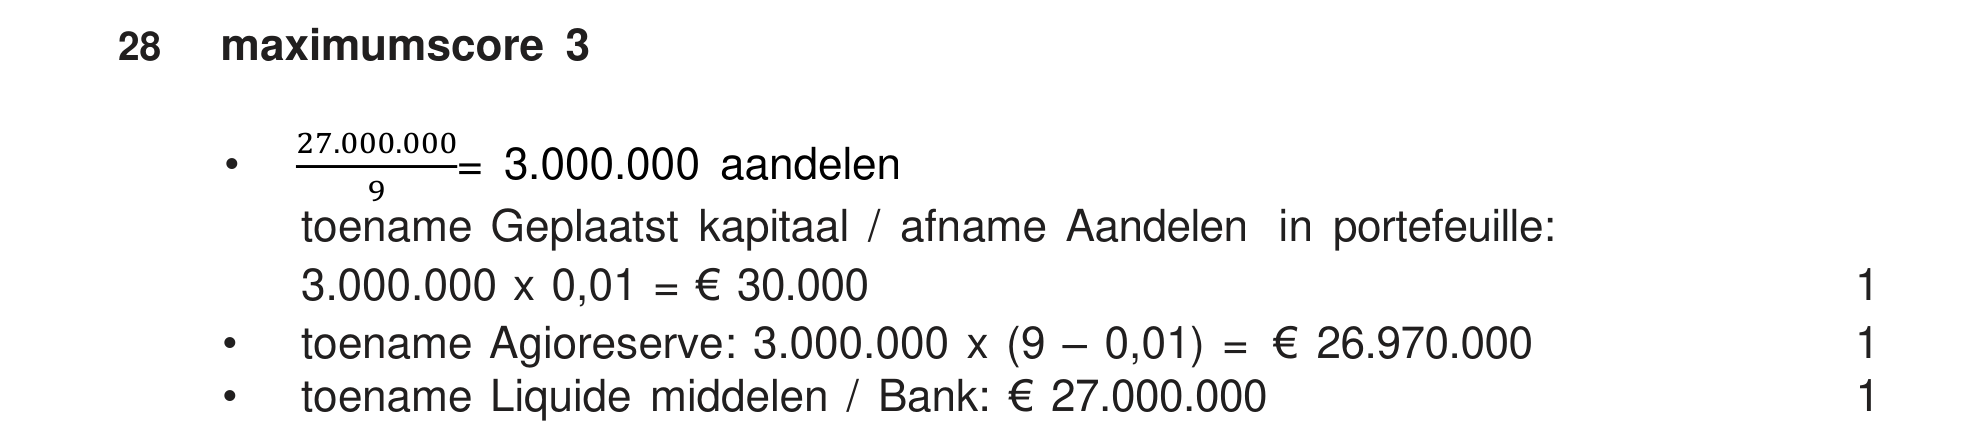 28 maximumscore 3
• 27.000.000/9 = 3.000.000 aandelen
toename Geplaatst kapitaal / afname Aandelen in portefeuille:
3.000.000 x 0,01 = € 30.000 1
• toename Agioreserve: 3.000.000 x (9 – 0,01) = € 26.970.000 1
• toename Liquide middelen / Bank: € 27.000.000 1